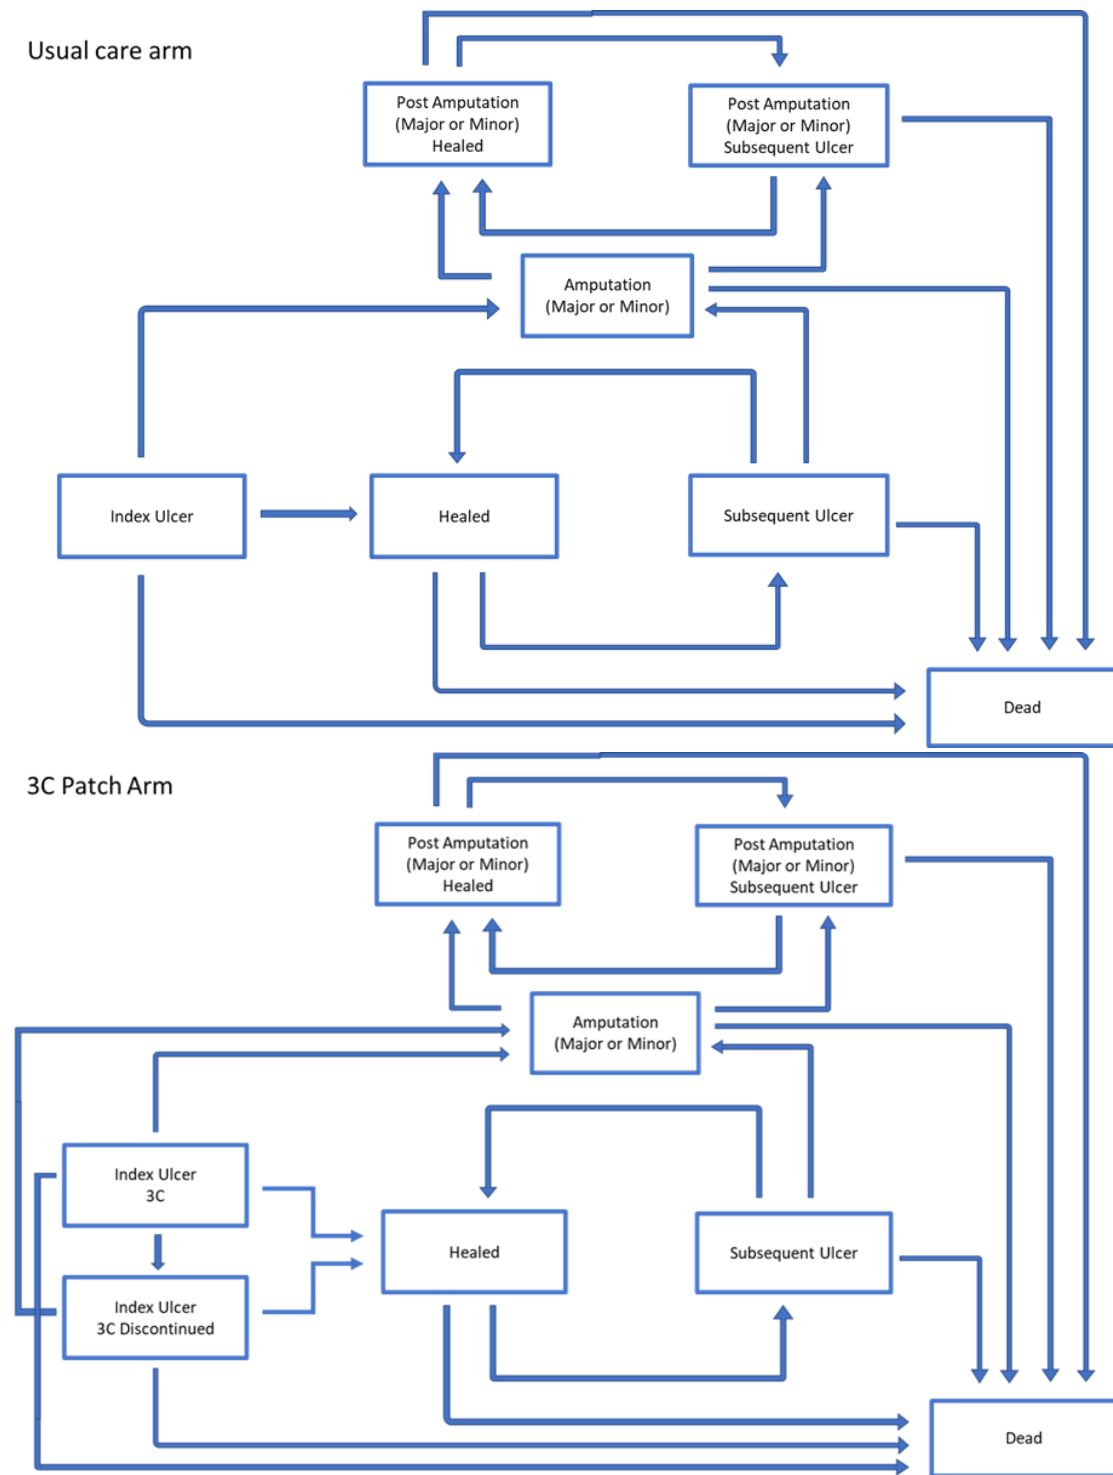 Usual care arm
Post Amputation
(Major or Minor)
Healed
Post Amputation
(Major or Minor)
Subsequent Ulcer
Amputation
(Major or Minor)
Index Ulcer
Healed
Subsequent Ulcer
Dead
3C Patch Arm
Post Amputation
(Major or Minor)
Healed
Post Amputation
(Major or Minor)
Subsequent Ulcer
Amputation
(Major or Minor)
Index Ulcer
3C
Healed
Subsequent Ulcer
Index Ulcer
3C Discontinued
Dead